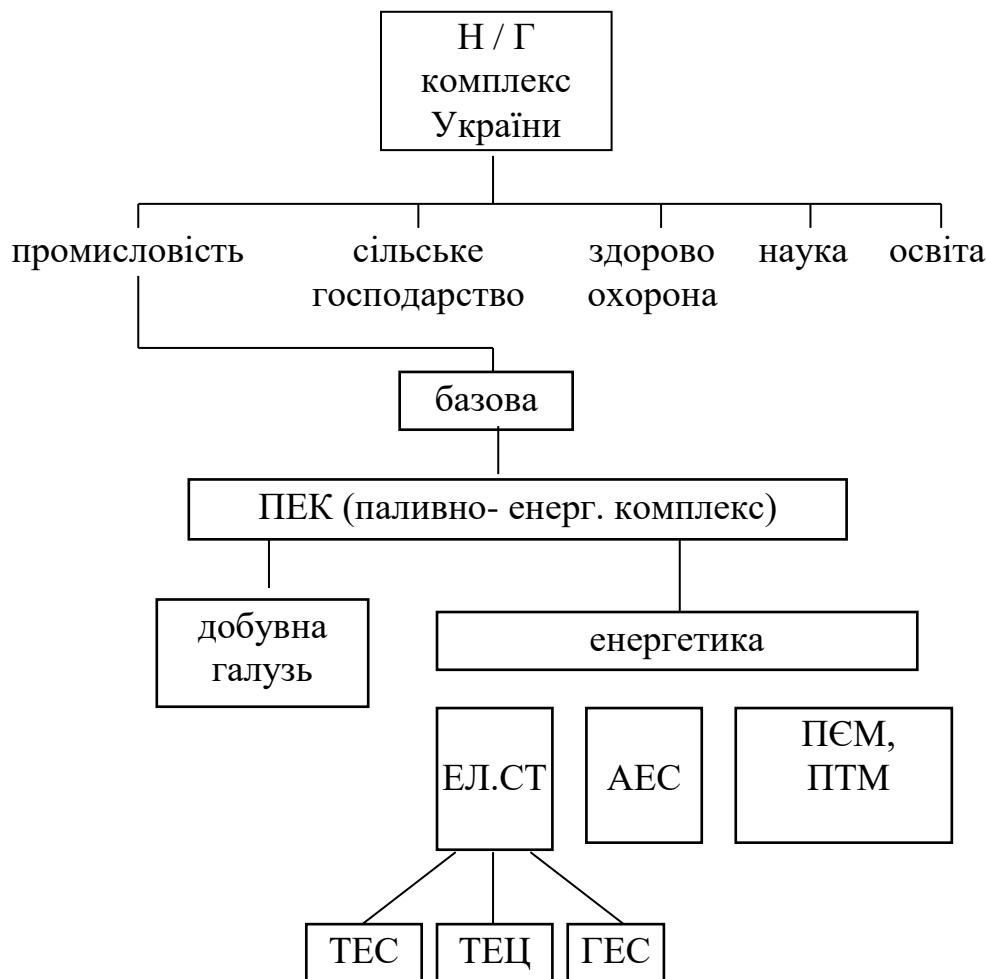 Н / Г
комплекс
України
промисловість
сільське
господарство
здорово
охорона
наука
освіта
базова
ПЕК (паливно- енерг. комплекс)
добувна
галузь
енергетика
ЕЛ.СТ
АЕС
ПЄМ,
ПТМ
ТЕС
ТЕЦ
ГЕС